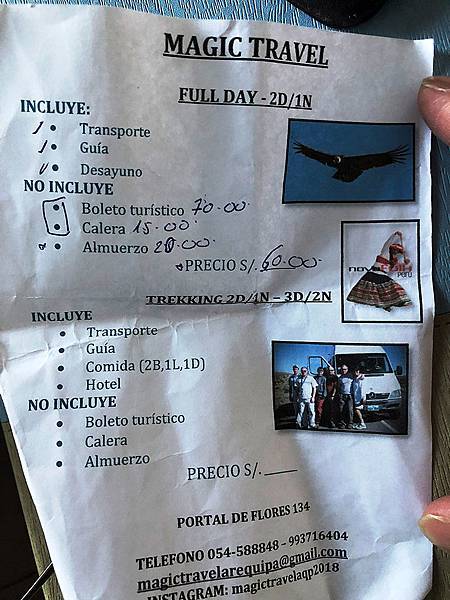 MAGIC TRAVEL
FULL DAY - 2D/1N
INCLUYE:
• Transporte
• Guía
• Desayuno
NO INCLUYE
• Boleto turístico 70.00
• Calera 15.00
• Almuerzo 20.00
PRECIO S/. 60.00
Perú
TREKKING 2D/1N – 3D/2N
INCLUYE
• Transporte
• Guía
• Comida (2B,1L,1D)
• Hotel
NO INCLUYE
• Boleto turístico
• Calera
• Almuerzo
PRECIO S/. ____
PORTAL DE FLORES 134
TELEFONO 054-588848 - 993716404
magictravelarequipa@gmail.com
INSTAGRAM: magictravelaqp2018